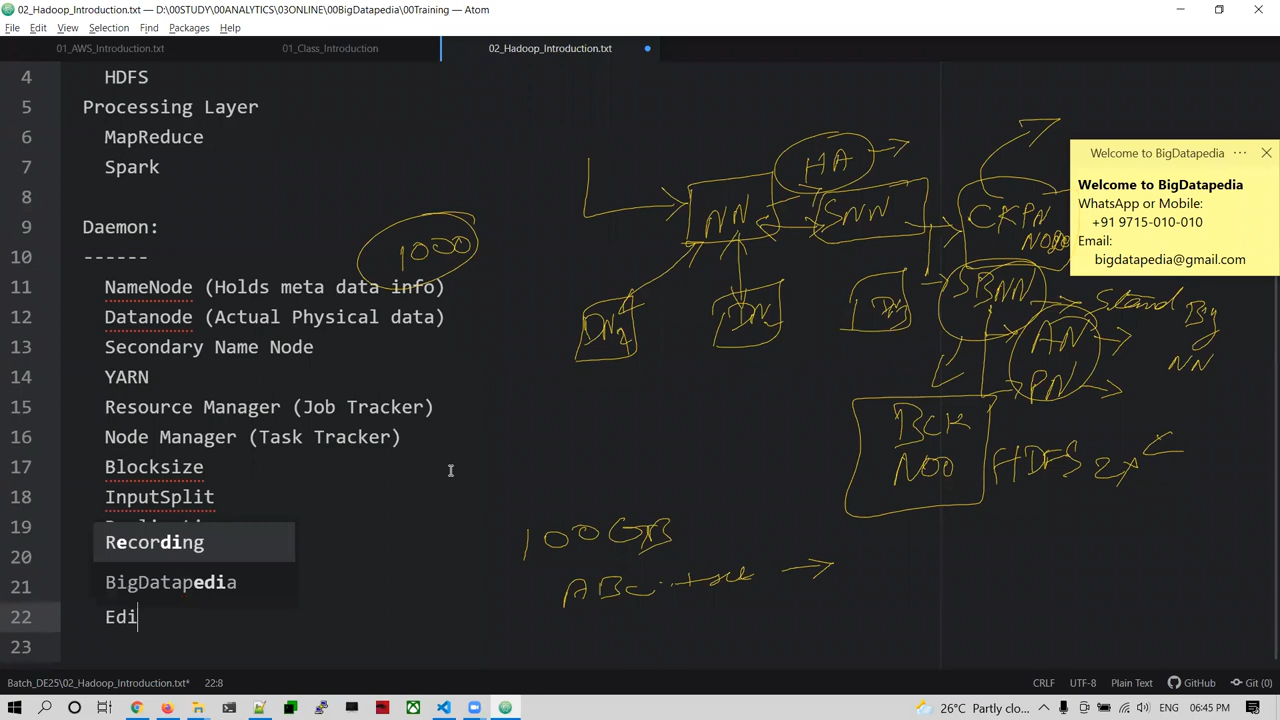 02_Hadoop_Introduction.txt — D:\00STUDY\00ANALYTICS\03ONLINE\00BigDatapedia\00Training — Atom
File Edit View Selection Find Packages Help
01_AWS_Introduction.txt 01_Class_Introduction 02_Hadoop_Introduction.txt
4 HDFS
5 Processing Layer
6 MapReduce
7 Spark
8
9 Daemon:
10 ------
11 NameNode (Holds meta data info)
12 Datanode (Actual Physical data)
13 Secondary Name Node
14 YARN
15 Resource Manager (Job Tracker)
16 Node Manager (Task Tracker)
17 Blocksize
18 InputSplit
19
Recording
20
BigDatapedia
21
22 Edi
23
1000
HA
NN
SNN
CKPN
DN
DN
DN
SBNN
Stand By
NN
AN
PN
BCK
NOD
HDFS 2x
100GB
ABC
Welcome to BigDatapedia
Welcome to BigDatapedia
WhatsApp or Mobile:
+91 9715-010-010
Email:
bigdatapedia@gmail.com
Batch_DE25\02_Hadoop_Introduction.txt* 22:8 CRLF UTF-8 Plain Text GitHub Git (0)
26°C Partly clo... ENG 06:45 PM